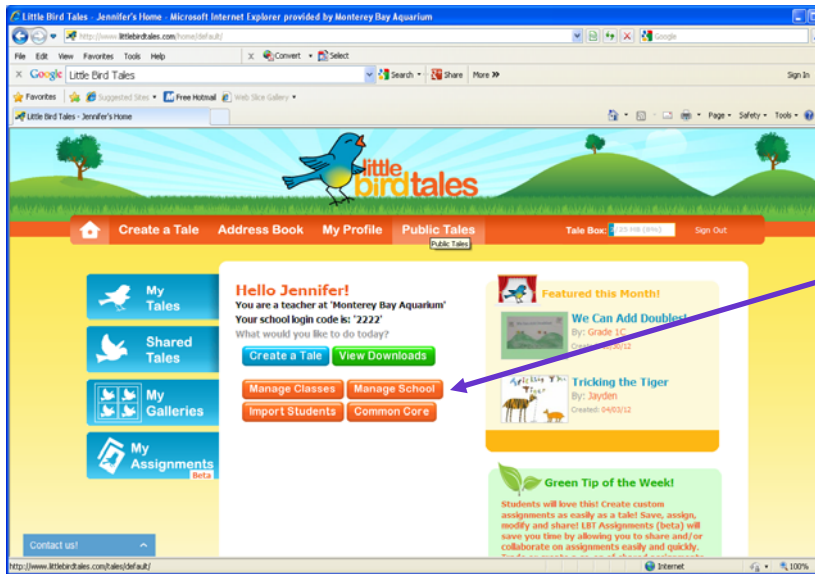 Little Bird Tales - Jennifer's Home - Microsoft Internet Explorer provided by Monterey Bay Aquarium
http://www.littlebirdtales.com/home/default/
Google
File Edit View Favorites Tools Help
x Convert Select
x Google Little Bird Tales Search Share More » Sign In
Favorites Suggested Sites Free Hotmail Web Slice Gallery
Little Bird Tales - Jennifer's Home
Page Safety Tools
little
birdtales
Create a Tale Address Book My Profile Public Tales Tale Box: Sign Out
Public Tales
My
Tales
Shared
Tales
My
Galleries
My
Assignments
Beta
Hello Jennifer!
You are a teacher at 'Monterey Bay Aquarium'
Your school login code is: '2222'
What would you like to do today?
Create a Tale View Downloads
Manage Classes Manage School
Import Students Common Core
Featured this Month!
We Can Add Doubles!
By: Grade 1C
Created:
Tricking the Tiger
By: Jayden
Created: 04/03/12
Green Tip of the Week!
Students will love this! Create custom
assignments as easily as a tale! Save, assign,
modify and share! LBT Assignments (beta) will
save you time by allowing you to share and/or
collaborate on assignments easily and quickly.
Contact us!
http://www.littlebirdtales.com/tales/default/ Internet 100%